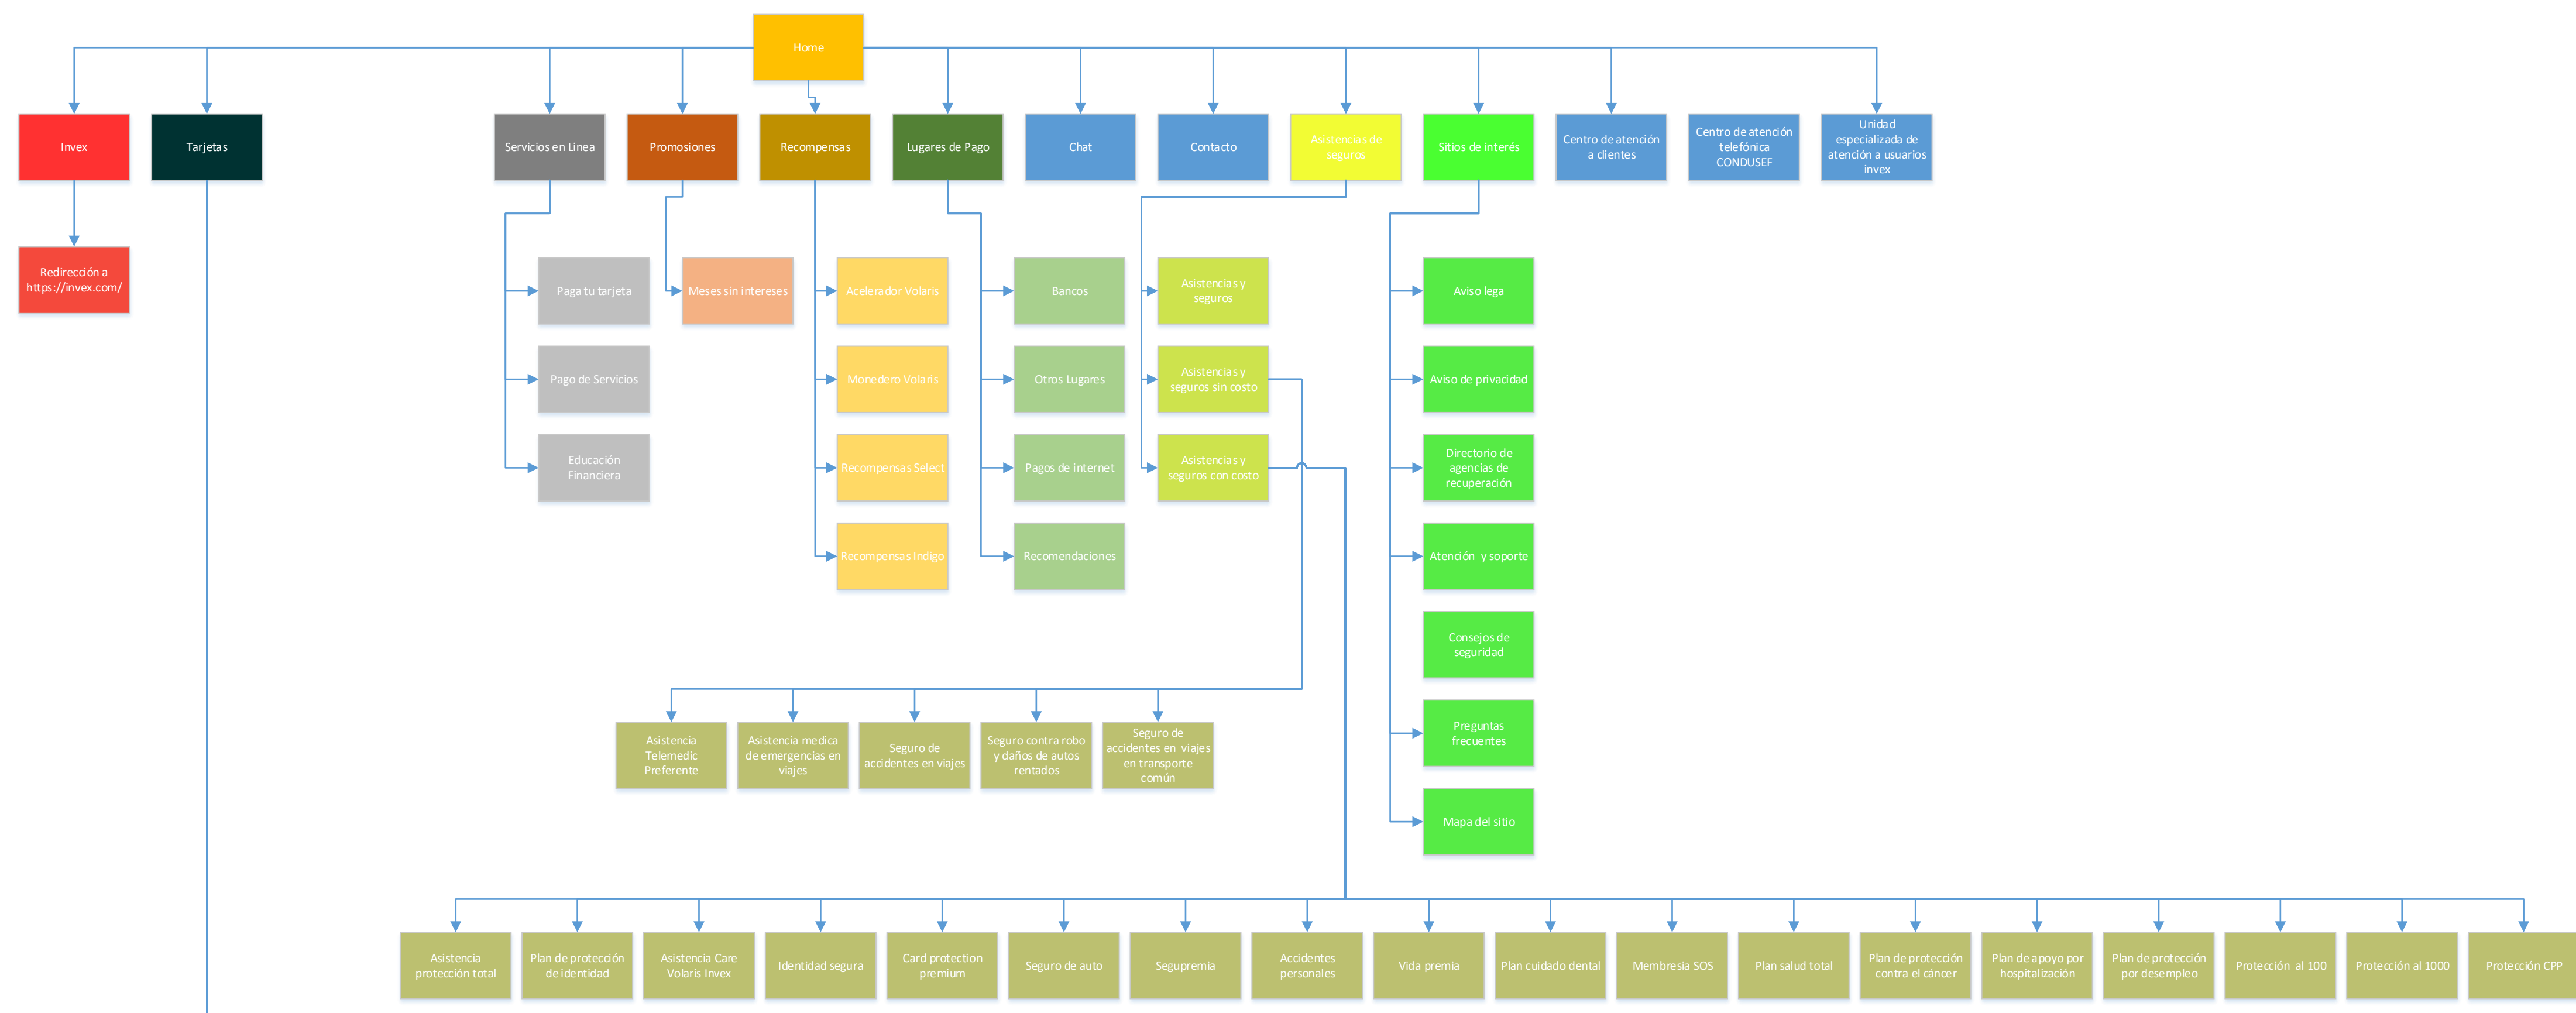 Home
Invex
Tarjetas
Servicios en Linea
Promosiones
Recompensas
Lugares de Pago
Chat
Contacto
Asistencias de
seguros
Sitios de interés
Centro de atención
a clientes
Centro de atención
telefónica
CONDUSEF
Unidad
especializada de
atención a usuarios
invex
Redirección a
https://invex.com/
Paga tu tarjeta
Meses sin intereses
Acelerador Volaris
Bancos
Asistencias y
seguros
Aviso lega
Pago de Servicios
Monedero Volaris
Otros Lugares
Asistencias y
seguros sin costo
Aviso de privacidad
Educación
Financiera
Recompensas Select
Pagos de internet
Asistencias y
seguros con costo
Directorio de
agencias de
recuperación
Recompensas Indigo
Recomendaciones
Atención y soporte
Consejos de
seguridad
Asistencia
Telemedic
Preferente
Asistencia medica
de emergencias en
viajes
Seguro de
accidentes en viajes
Seguro contra robo
y daños de autos
rentados
Seguro de
accidentes en viajes
en transporte
común
Preguntas
frecuentes
Mapa del sitio
Asistencia
protección total
Plan de protección
de identidad
Asistencia Care
Volaris Invex
Identidad segura
Card protection
premium
Seguro de auto
Segupremia
Accidentes
personales
Vida premia
Plan cuidado dental
Membresia SOS
Plan salud total
Plan de protección
contra el cáncer
Plan de apoyo por
hospitalización
Plan de protección
por desempleo
Protección al 100
Protección al 1000
Protección CPP